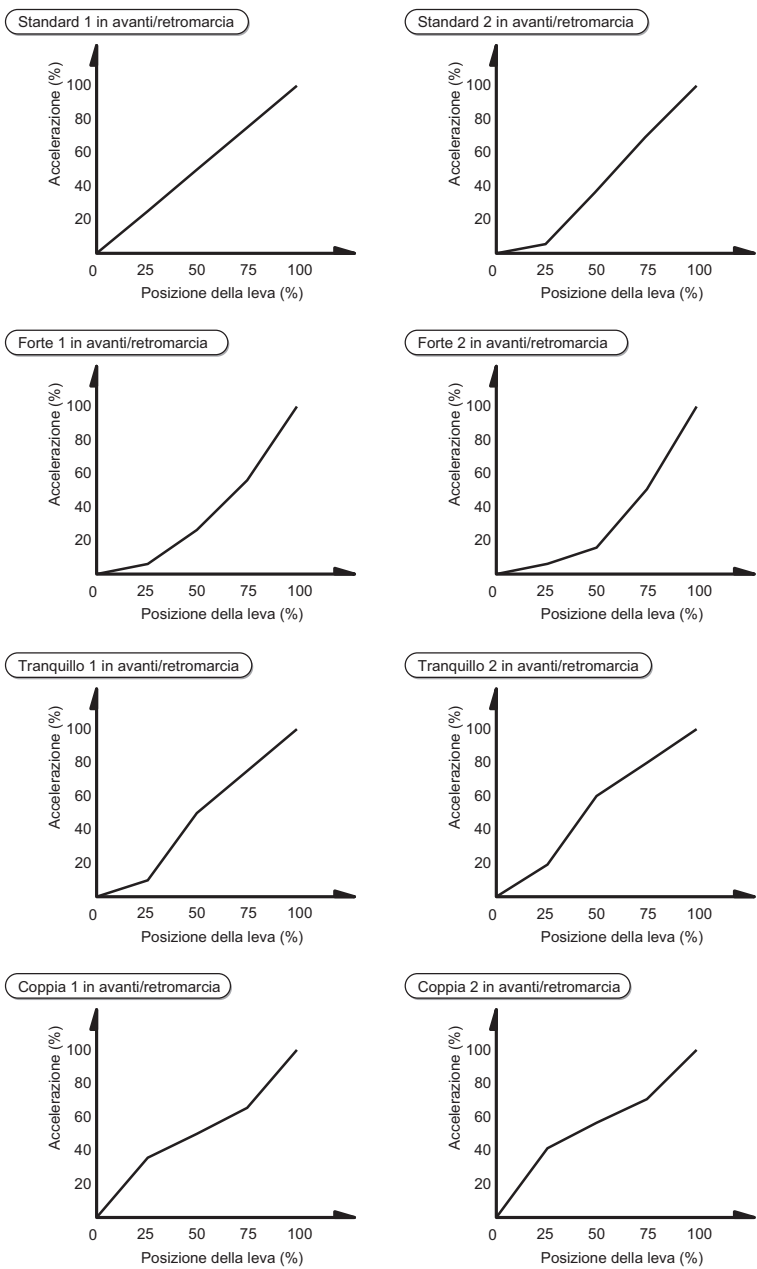 Standard 1 in avanti/retromarcia
Accelerazione (%)
100
80
60
40
20
0 25 50 75 100
Posizione della leva (%)
Standard 2 in avanti/retromarcia
Accelerazione (%)
100
80
60
40
20
0 25 50 75 100
Posizione della leva (%)
Forte 1 in avanti/retromarcia
Accelerazione (%)
100
80
60
40
20
0 25 50 75 100
Posizione della leva (%)
Forte 2 in avanti/retromarcia
Accelerazione (%)
100
80
60
40
20
0 25 50 75 100
Posizione della leva (%)
Tranquillo 1 in avanti/retromarcia
Accelerazione (%)
100
80
60
40
20
0 25 50 75 100
Posizione della leva (%)
Tranquillo 2 in avanti/retromarcia
Accelerazione (%)
100
80
60
40
20
0 25 50 75 100
Posizione della leva (%)
Coppia 1 in avanti/retromarcia
Accelerazione (%)
100
80
60
40
20
0 25 50 75 100
Posizione della leva (%)
Coppia 2 in avanti/retromarcia
Accelerazione (%)
100
80
60
40
20
0 25 50 75 100
Posizione della leva (%)